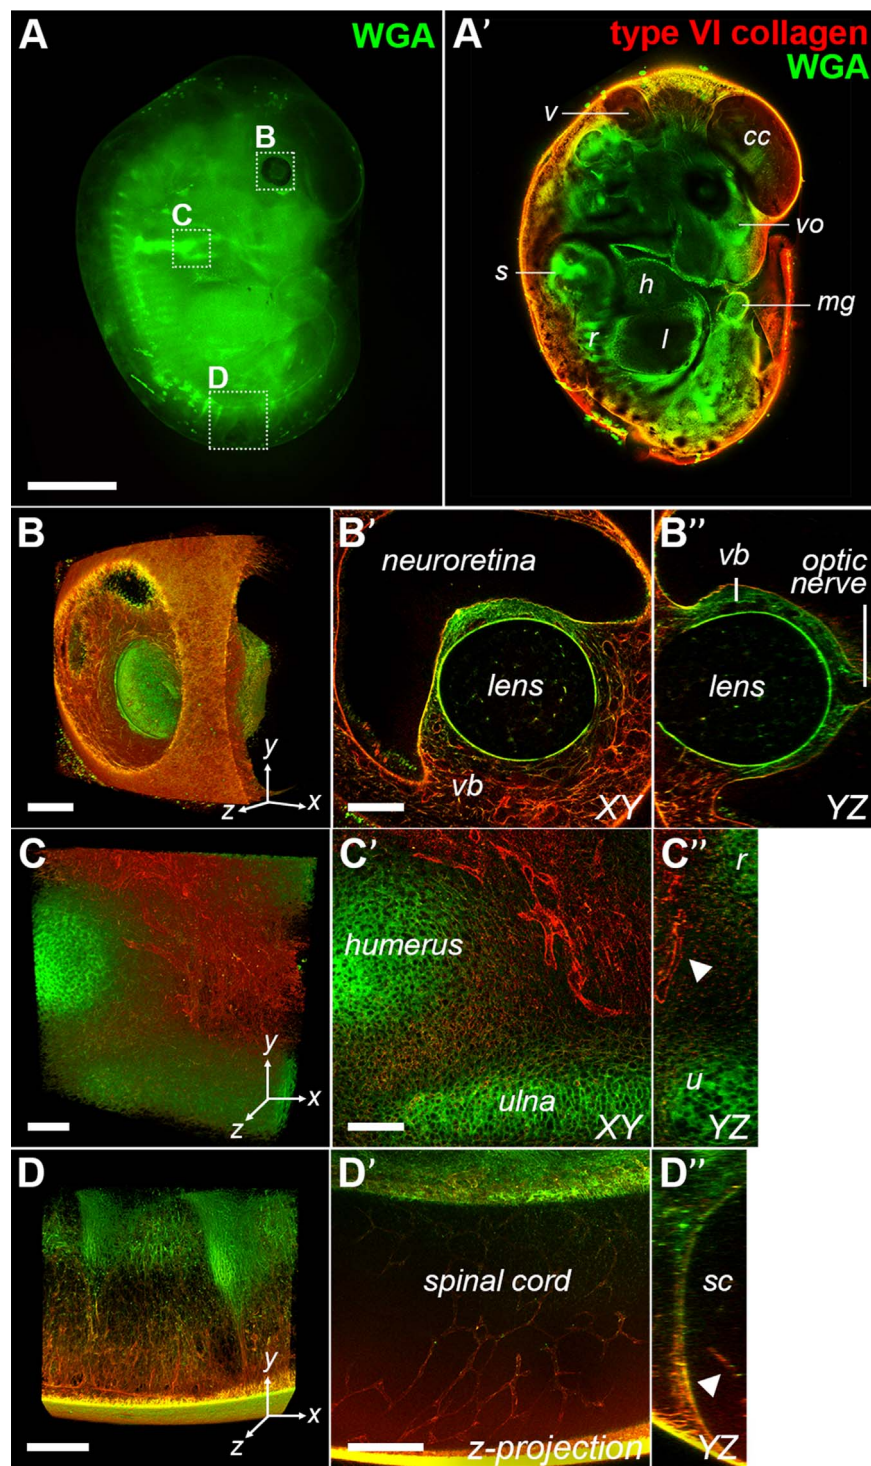 A WGA
B
C
D
A' type VI collagen
WGA
v
cc
vo
s
h
mg
r
l
B
y
z
x
B'
neuroretina
lens
vb
XY
B''
vb
optic
nerve
lens
YZ
C
y
z
x
C'
humerus
ulna
XY
C''
r
u
YZ
D
y
z
x
D'
spinal cord
z-projection
D''
sc
YZ